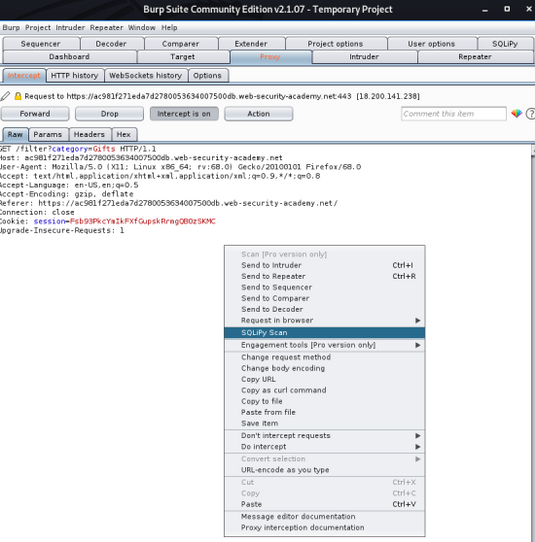 Burp Suite Community Edition v2.1.07 - Temporary Project
Burp Project Intruder Repeater Window Help
Sequencer Decoder Comparer Extender Project options User options SQLiPy
Dashboard Target Proxy Intruder Repeater
Intercept HTTP history WebSockets history Options
Request to https://ac981f271eda7d2780053634007500db.web-security-academy.net:443 [18.200.141.238]
Forward Drop Intercept is on Action Comment this item
Raw Params Headers Hex
GET /filter?category=Gifts HTTP/1.1
Host: ac981f271eda7d2780053634007500db.web-security-academy.net
User-Agent: Mozilla/5.0 (X11; Linux x86_64; rv:68.0) Gecko/20100101 Firefox/68.0
Accept: text/html,application/xhtml+xml,application/xml;q=0.9,*/*;q=0.8
Accept-Language: en-US,en;q=0.5
Accept-Encoding: gzip, deflate
Referer: https://ac981f271eda7d2780053634007500db.web-security-academy.net/
Connection: close
Cookie: session=
Upgrade-Insecure-Requests: 1
Scan [Pro version only]
Send to Intruder Ctrl+I
Send to Repeater Ctrl+R
Send to Sequencer
Send to Comparer
Send to Decoder
Request in browser
SQLiPy Scan
Engagement tools [Pro version only]
Change request method
Change body encoding
Copy URL
Copy as curl command
Copy to file
Paste from file
Save item
Don't intercept requests
Do intercept
Convert selection
URL-encode as you type
Cut Ctrl+X
Copy Ctrl+C
Paste Ctrl+V
Message editor documentation
Proxy interception documentation